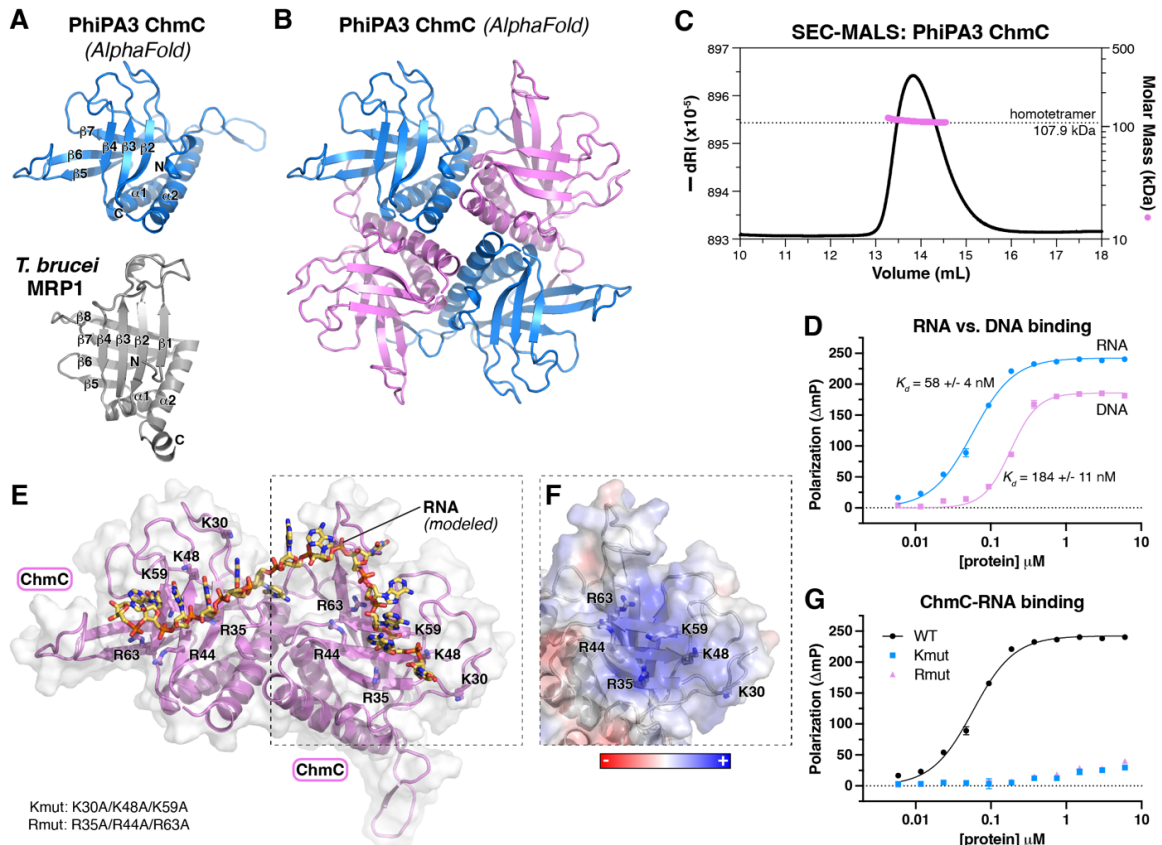 A
PhiPA3 ChmC
(AlphaFold)
β7
β4 β3 β2
β6
β5
N
α1
α2
C
T. brucei
MRP1
β8
β7 β4 β3 β2 β1
β6
N
β5
α1 α2
C
B
PhiPA3 ChmC (AlphaFold)
C
SEC-MALS: PhiPA3 ChmC
897
896
895
894
893
dRI (x10⁻⁵)
10 11 12 13 14 15 16 17 18
Volume (mL)
500
100
10
Molar Mass (kDa)
homotetramer
107.9 kDa
D
RNA vs. DNA binding
250
200
150
100
50
0
Polarization (ΔmP)
RNA
Kd = 58 +/- 4 nM
DNA
Kd = 184 +/- 11 nM
0.01 0.1 1 10
[protein] μM
E
RNA
(modeled)
K30
K48
K59
ChmC
R35
R63
R44
R63
K59
R44
K48
R35
K30
ChmC
Kmut: K30A/K48A/K59A
Rmut: R35A/R44A/R63A
F
R63
R44
K59
K48
R35
K30
- +
G
ChmC-RNA binding
250
200
150
100
50
0
Polarization (ΔmP)
WT
Kmut
Rmut
0.01 0.1 1 10
[protein] μM